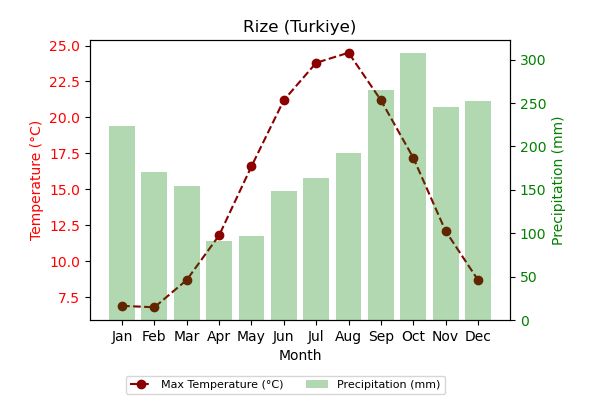 Rize (Turkiye)
25.0
22.5
20.0
17.5
15.0
12.5
10.0
7.5
Temperature (°C)
300
250
200
150
100
50
0
Precipitation (mm)
Jan Feb Mar Apr May Jun Jul Aug Sep Oct Nov Dec
Month
Max Temperature (°C) Precipitation (mm)